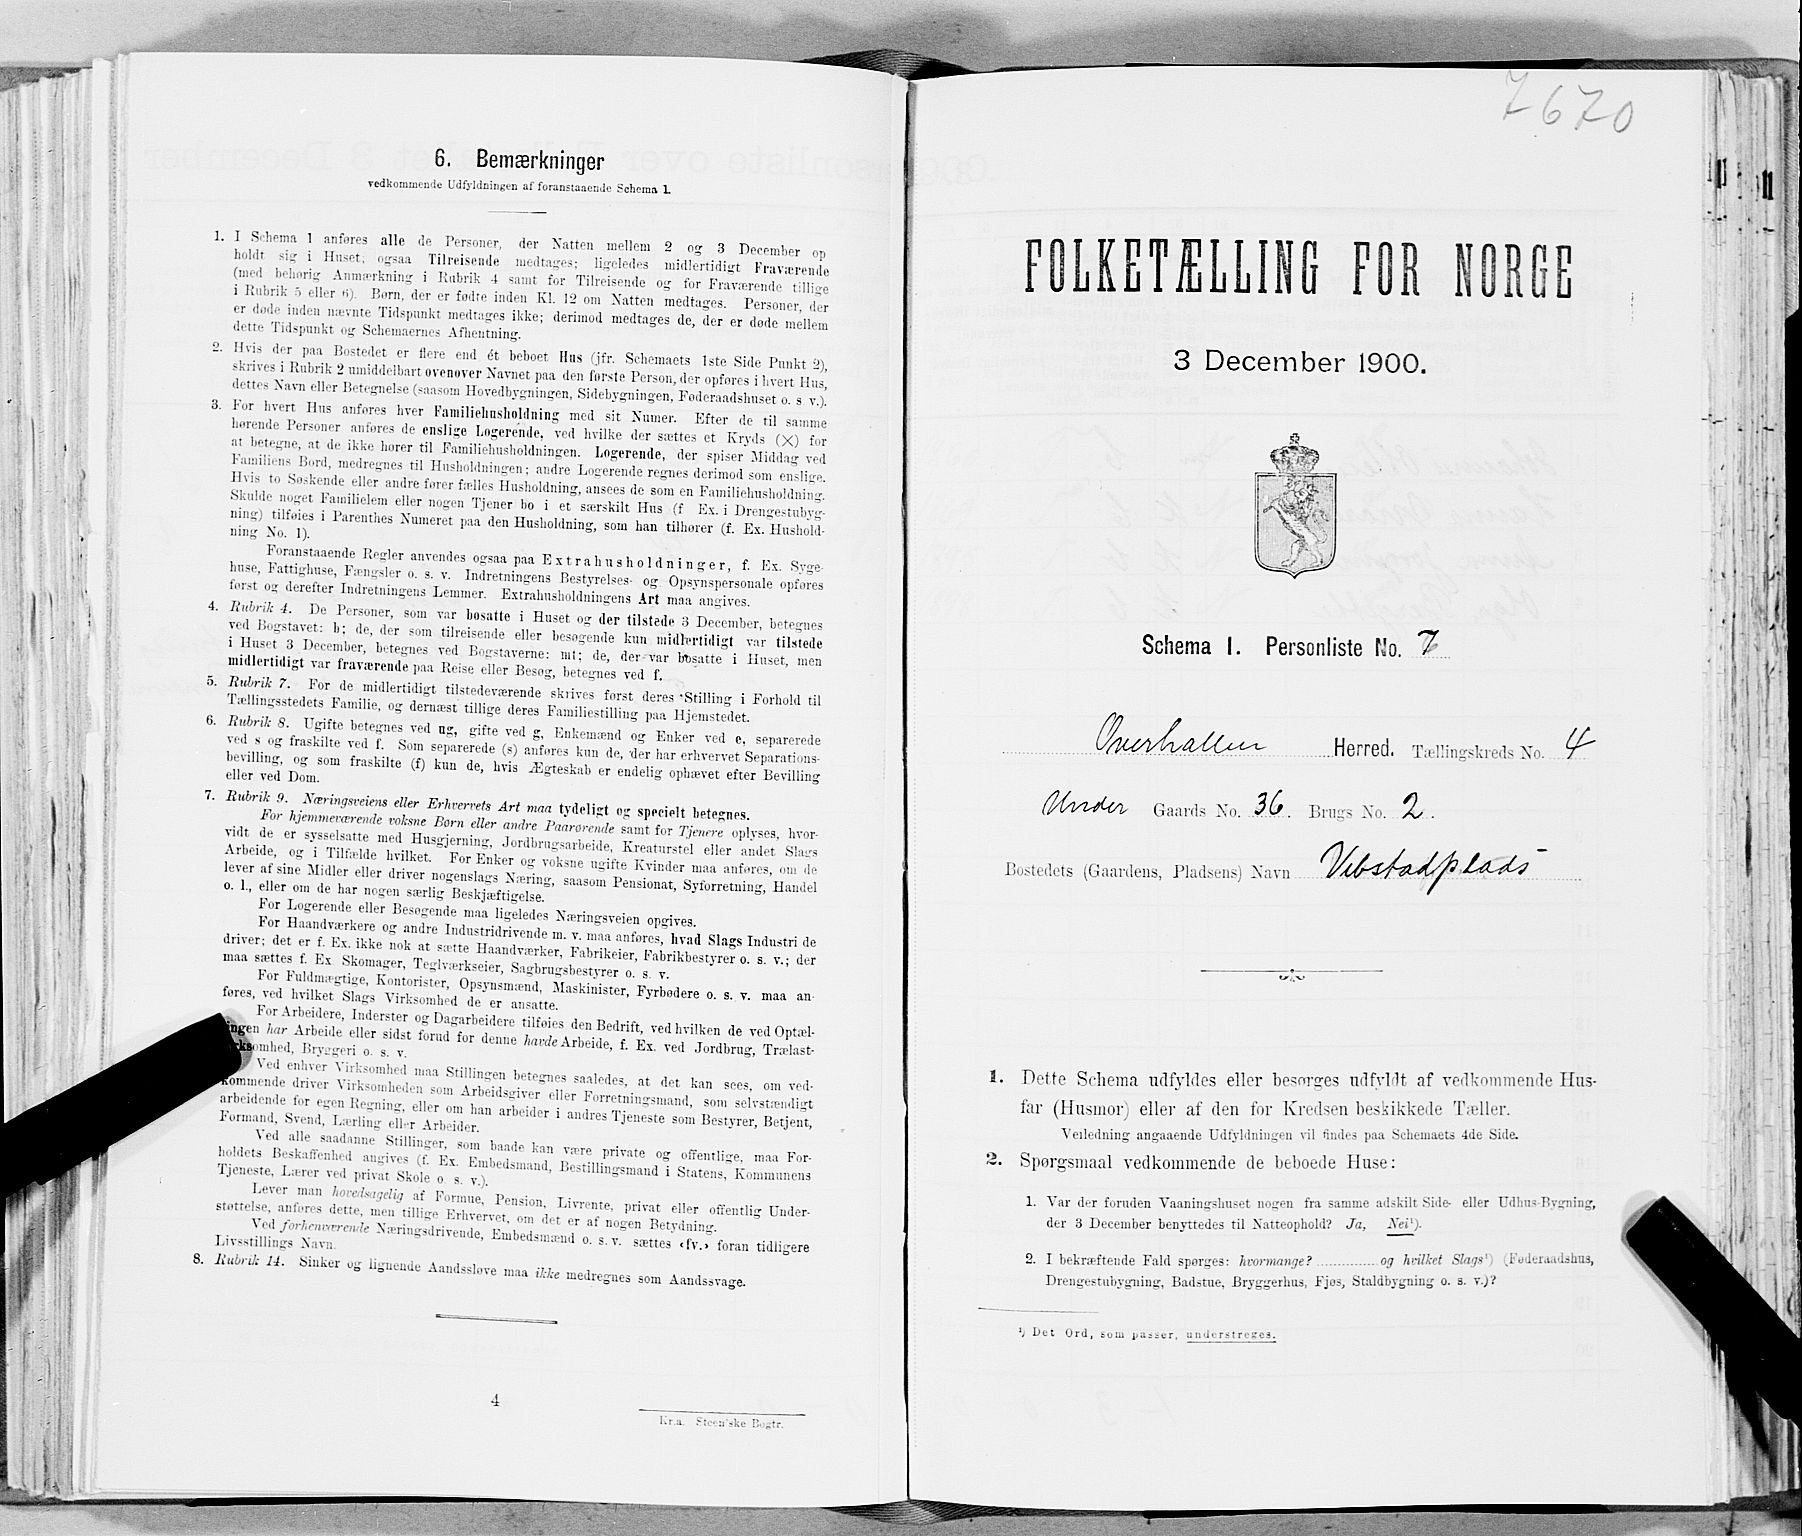 6. Bemærkninger
vedkommende Udfyldningen af foranstaaende Schema 1.
1. I Schema 1 anføres alle de Personer, der Natten mellem 2 og 3 December op
holdt sig i Huset, ogsaa Tilreisende medtages; ligeledes midlertidigt Fraværende
(med behørig Anmærkning i Rubrik 4 samt for Tilreisende og for Fraværende tillige
i Rubrik 5 eller 6). Børn, der er fødte inden Kl. 12 om Natten medtages. Personer, der
er døde inden nævnte Tidspunkt medtages ikke; derimod medtages de, der er døde mellem
dette Tidspunkt og Schemaernes Afhentning.
2. Hvis der paa Bostedet er flere end ét beboet Hus (jfr. Schemaets 1ste Side Punkt 2),
skrives i Rubrik 2 umiddelbart ovenover Navnet paa den første Person, der opføres i hvert Hus,
dettes Navn eller Betegnelse (saasom Hovedbygningen, Sidebygningen, Føderaadshuset o. s v.).
3. For hvert Hus anføres hver Familiehusholdning med sit Numer. Efter de til samme
hørende Personer anføres de enslige Logerende, ved hvilke der sættes et Kryds (×) for
at betegne, at de ikke hører til Familiehusholdningen. Logerende, der spiser Middag ved
Familiens Bord, medregnes til Husholdningen; andre Logerende regnes derimod som enslige.
Hvis to Søskende eller andre fører fælles Husholdning, ansees de som en Familiehusholdning.
Skulde noget Familielem eller nogen Tjener bo i et særskilt Hus (f Ex. i Drengestubyg-
ning) tilføies i Parenthes Numeret paa den Husholdning, som han tilhører (f. Ex. Hushold-
ning No. 1).
Foranstaaende Regler anvendes ogsaa paa Extrahusholdninger, f. Ex. Syge-
huse, Fattighuse, Fængsler o. s. v. Indretningens Bestyrelses- og Opsynspersonale opføres
først og derefter Indretningens Lemmer. Extrahusholdningens Art maa angives.
4. Rubrik 4. De Personer, som var bosatte i Huset og der tilstede 3 December, betegnes
ved Bogstavet: b; de, der som tilreisende eller besøgende kun midlertidigt var tilstede
i Huset 3 December, betegnes ved Bogstaverne: mt; de, der var bosatte i Huset, men
midlertidigt var fraværende paa Reise eller Besøg, betegnes ved f.
5. Rubrik 7. For de midlertidigt tilstedeværende skrives først deres Stilling i Forhold til
Tællingsstedets Familie, og dernæst tillige deres Familiestilling paa Hjemstedet.
6. Rubrik 8. Ugifte betegnes ved ug, gifte ved g, Enkemænd og Enker ved e, separerede
ved s og fraskilte ved f. Som separerede (s) anføres kun de, der har erhvervet Separations-
bevilling, og som fraskilte (f) kun de, hvis Ægteskab er endelig ophævet efter Bevilling
eller ved Dom.
7. Rubrik 9. Næringsveiens eller Erhvervets Art maa tydeligt og specielt betegnes.
For hjemmeværende voksne Børn eller andre Paarørende samt for Tjenere oplyses, hvor-
vidt de er sysselsatte med Husgjerning, Jordbrugsarbeide, Kreaturstel eller andet Slags
Arbeide, og i Tilfælde hvilket. For Enker og voksne ugifte Kvinder maa anføres, om de
lever af sine Midler eller driver nogenslags Næring, saasom Pensionat, Syforretning, Handel
o. l., eller om de har nogen særlig Beskjæftigelse.
For Logerende eller Besøgende maa ligeledes Næringsveien opgives.
For Haandværkere og andre Industridrivende m. v. maa anføres, hvad Slags Industri de
driver; det er f. Ex. ikke nok at sætte Haandværker, Fabrikeier, Fabrikbestyrer o. s. v.; der
maa sættes f. Ex Skomager, Teglværkseier, Sagbrugsbestyrer o. s. v.
For Fuldmægtige, Kontorister, Opsynsmænd, Maskinister, Fyrbødere o. s. v. maa an-
føres, ved hvilket Slags Virksomhed de er ansatte.
For Arbeidere, Inderster og Dagarbeidere tilføies den Bedrift, ved hvilken de ved Optæl-
ingen har Arbeide eller sidst forud for denne havde Arbeide, f. Ex. ved Jordbrug, Trælast-
rksomhed, Bryggeri o. s. v.
Ved enhver Virksomhed maa Stillingen betegnes saaledes, at det kan sees, om ved-
kommende driver Virksomheden som Arbeidsgiver eller Forretningsmand, som selvstændigt
arbeidende for egen Regning, eller om han arbeider i andres Tjeneste som Bestyrer, Betjent,
Formand, Svend, Lærling eller Arbeider.
Ved alle saadanne Stillinger, som baade kan være private og offentlige, maa For-
holdets Beskaffenhed angives (f. Ex. Embedsmand, Bestillingsmand i Statens, Kommunens
Tjeneste, Lærer ved privat Skole o. s. v.).
Lever man hovedsagelig af Formue, Pension, Livrente, privat eller offentlig Under-
støttelse, anføres dette, men tillige Erhvervet, om det er af nogen Betydning.
Ved forhenværende Næringsdrivende, Embedsmænd o. s. v. sættes ‹fv.› foran tidligere
Livsstillings Navn.
8. Rubrik 14. Sinker og lignende Aandssløve maa ikke medregnes som Aandssvage.
4
Kr.a. Steen'ske Bogtr.
7670
FOLKETÆLLING FOR NORGE
3 December 1900.
Schema 1. Personliste No. 7
Overhallen Herred. Tællingskreds No. 4
Under Gaards No. 36. Brugs No. 2.
Bostedets (Gaardens, Pladsens) Navn Vibstadplads
1. Dette Schema udfyldes eller besørges udfyldt af vedkommende Hus-
far (Husmor) eller af den for Kredsen beskikkede Tæller.
Veiledning angaaende Udfyldningen vil findes paa Schemaets 4de Side.
2. Spørgsmaal vedkommende de beboede Huse:
1. Var der foruden Vaaningshuset nogen fra samme adskilt Side- eller Udhus-Bygning,
der 3 December benyttedes til Natteophold? Ja, Nei¹).
2. I bekræftende Fald spørges: hvormange? ............ og hvilket Slags¹) (Føderaadshus,
Drengestubygning, Badstue, Bryggerhus, Fjøs, Staldbygning o. s. v.)?
¹) Det Ord, som passer, understreges.